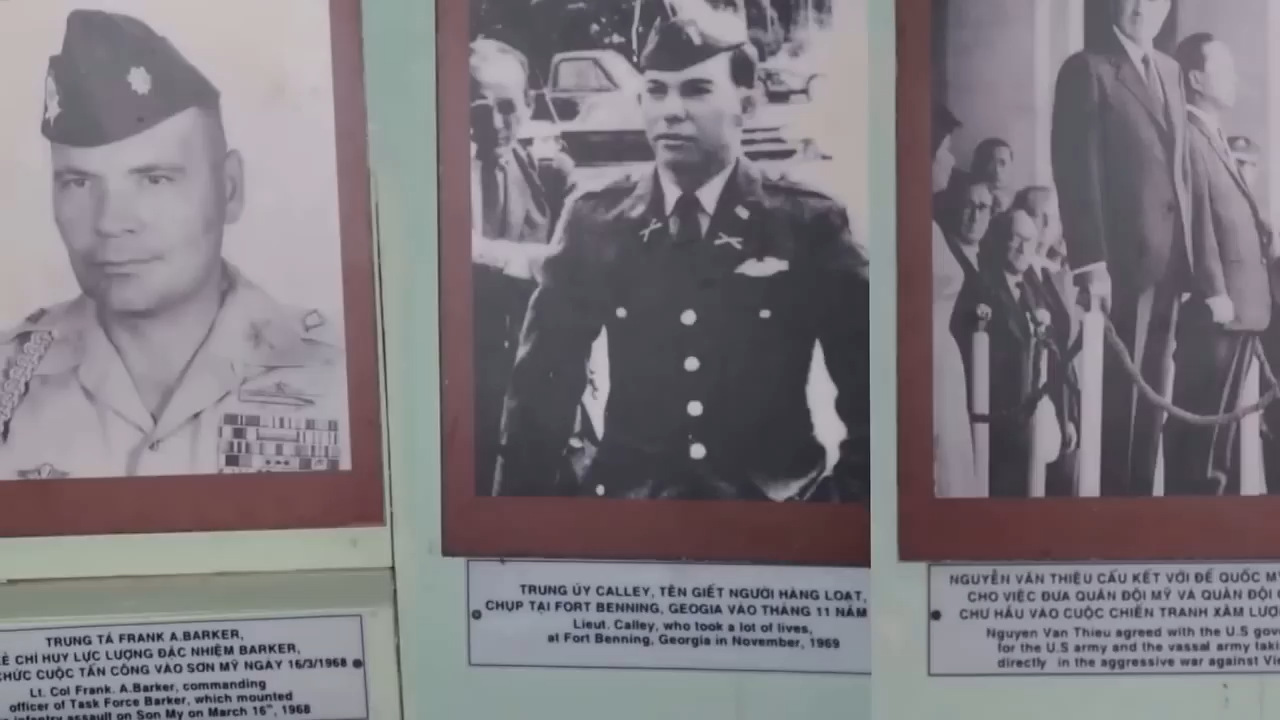 TRUNG TÁ FRANK A.BARKER,
CHỈ HUY LỰC LƯỢNG ĐẶC NHIỆM BARKER,
CHỨC CUỘC TẤN CÔNG VÀO SƠN MỸ NGÀY 16/3/1968
Lt. Col Frank. A.Barker, commanding
officer of Task Force Barker, which mounted
infantry assault on Son My on March 16th, 1968
TRUNG ÚY CALLEY, TÊN GIẾT NGƯỜI HÀNG LOẠT,
CHỤP TẠI FORT BENNING, GEOGIA VÀO THÁNG 11 NĂM
Lieut. Calley, who took a lot of lives,
at Fort Benning, Georgia in November, 1969
NGUYỄN VĂN THIỆU CẤU KẾT VỚI ĐẾ QUỐC
CHO VIỆC ĐƯA QUÂN ĐỘI MỸ VÀ QUÂN ĐỘI
CHƯ HẦU VÀO CUỘC CHIẾN TRANH XÂM
Nguyen Van Thieu agreed with the U.S
for the U.S army and the vassal army
directly in the aggressive war against